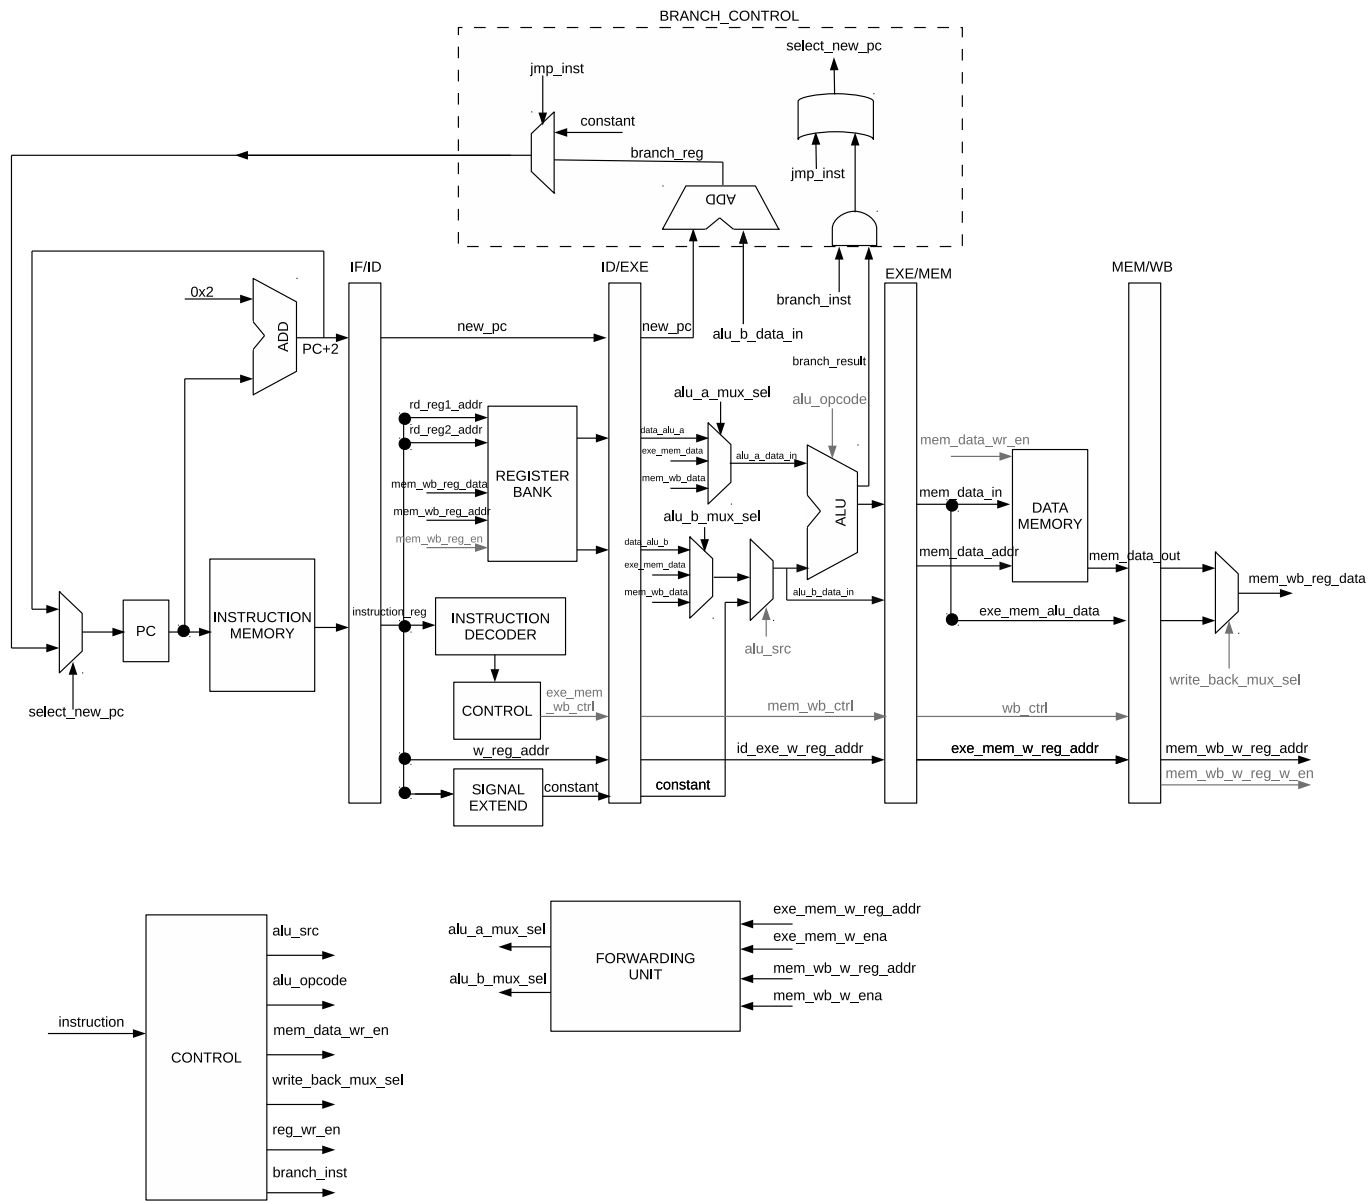 BRANCH_CONTROL
select_new_pc
jmp_inst
constant
branch_reg
jmp_inst
ADD
IF/ID
ID/EXE
EXE/MEM
MEM/WB
0x2
branch_inst
ADD
new_pc
new_pc
alu_b_data_in
PC+2
branch_result
alu_a_mux_sel
alu_opcode
rd_reg1_addr
data_alu_a
rd_reg2_addr
mem_data_wr_en
exe_mem_data
alu_a_data_in
REGISTER
BANK
mem_wb_data
mem_wb_reg_data
mem_data_in
mem_wb_reg_addr
alu_b_mux_sel
ALU
DATA
MEMORY
mem_wb_reg_en
data_alu_b
mem_data_addr
mem_data_out
exe_mem_data
mem_wb_reg_data
mem_wb_data
alu_b_data_in
instruction_reg
exe_mem_alu_data
INSTRUCTION
MEMORY
INSTRUCTION
DECODER
PC
alu_src
write_back_mux_sel
exe_mem
_wb_ctrl
CONTROL
mem_wb_ctrl
wb_ctrl
select_new_pc
w_reg_addr
id_exe_w_reg_addr
exe_mem_w_reg_addr
mem_wb_w_reg_addr
mem_wb_w_reg_w_en
SIGNAL
EXTEND
constant
constant
alu_src
alu_opcode
instruction
mem_data_wr_en
CONTROL
write_back_mux_sel
reg_wr_en
branch_inst
alu_a_mux_sel
alu_b_mux_sel
FORWARDING
UNIT
exe_mem_w_reg_addr
exe_mem_w_ena
mem_wb_w_reg_addr
mem_wb_w_ena